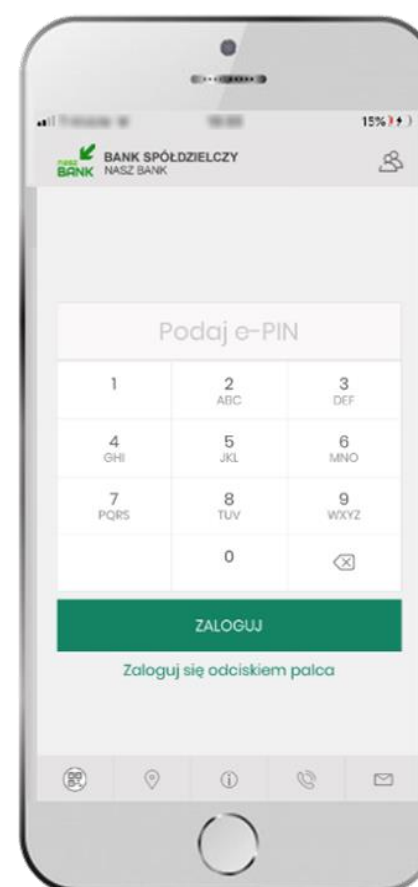 15%
nasz
BANK
BANK SPÓŁDZIELCZY
NASZ BANK
Podaj e-PIN
1
2
3
ABC
DEF
4
5
6
GHI
JKL
MNO
7
8
9
PQRS
TUV
WXYZ
0
ZALOGUJ
Zaloguj się odciskiem palca